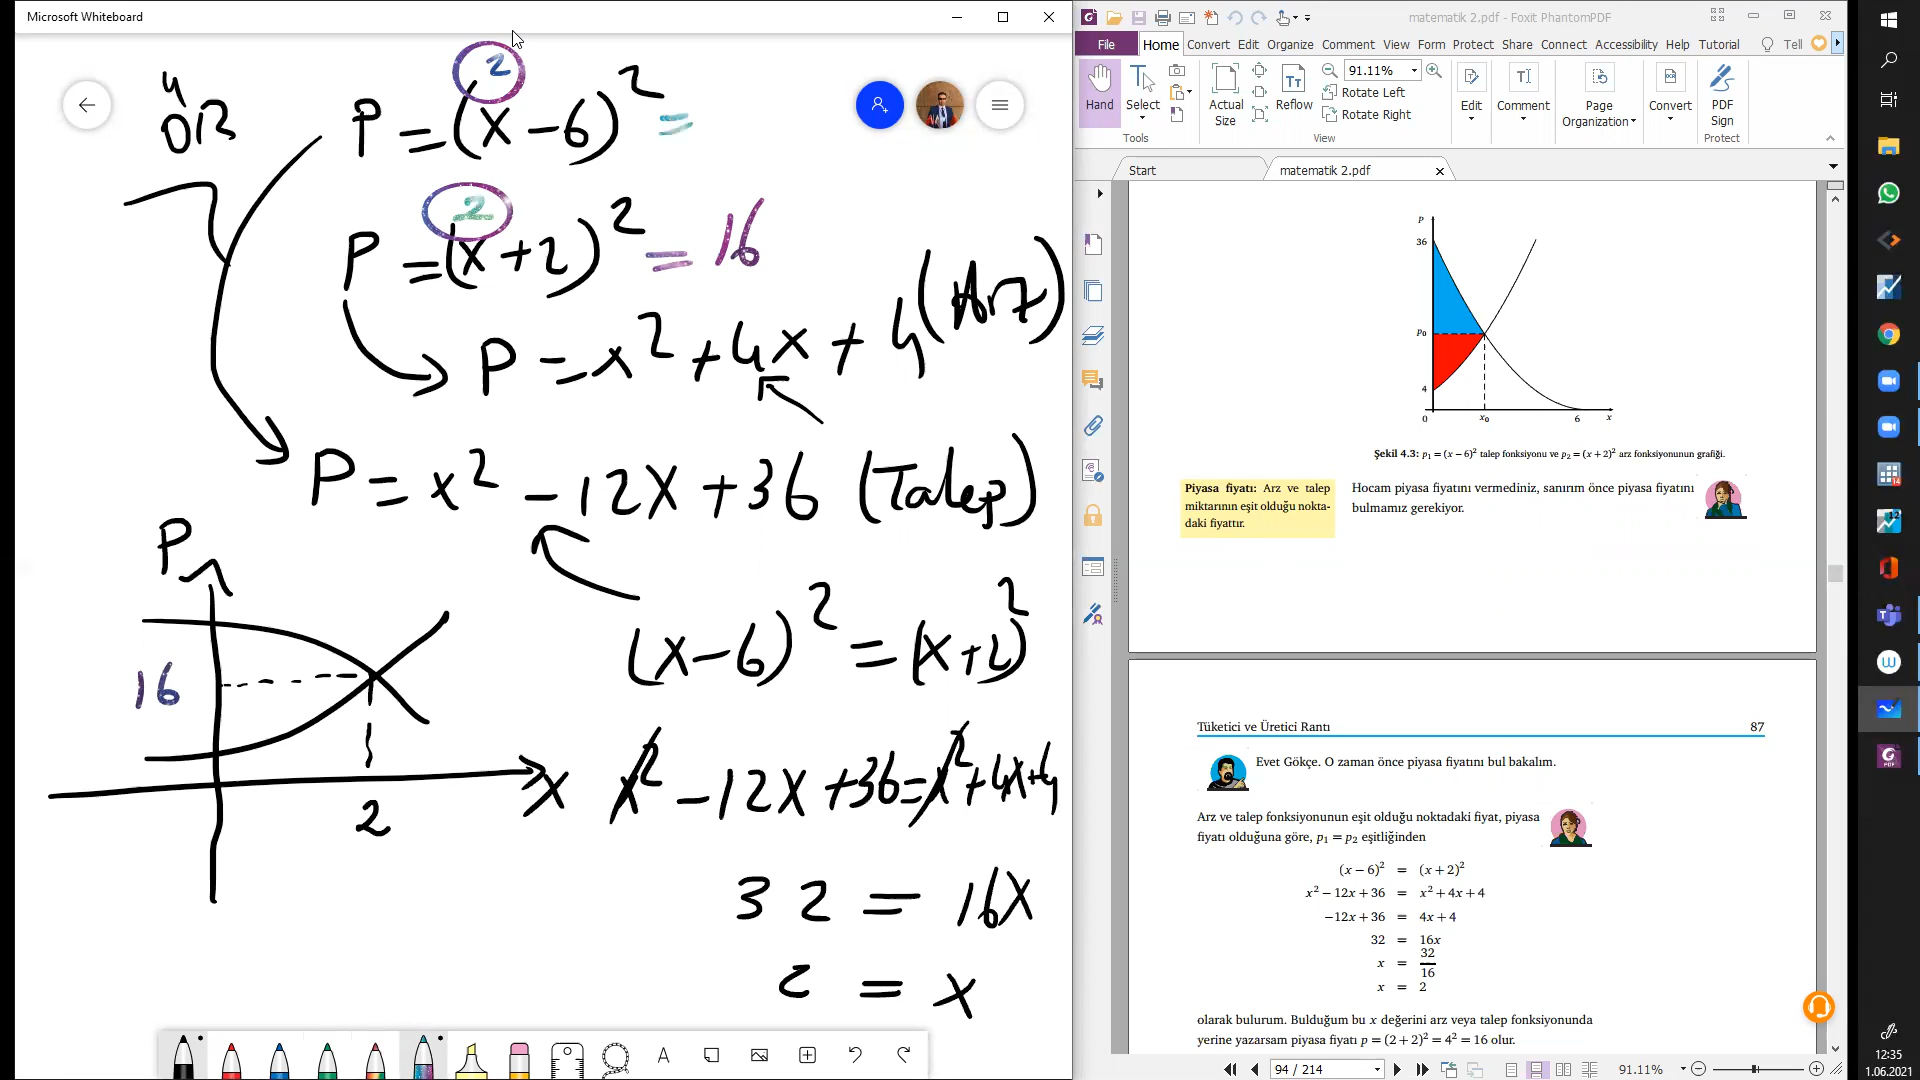 Microsoft Whiteboard
ÖR
P = (x - 6)² =
2
P = (x + 2)² = 16
2
P = x² + 4x + 4 (Arz)
P = x² - 12x + 36 (Talep)
P
16
2
x
(x - 6)² = (x + 2)²
x² - 12x + 36 = x² + 4x + 4
32 = 16x
2 = x
matematik 2.pdf - Foxit PhantomPDF
File Home Convert Edit Organize Comment View Form Protect Share Connect Accessibility Help Tutorial Tell
Hand
Select
Actual Size
Reflow
91.11%
Rotate Left
Rotate Right
Edit
Comment
Page Organization
Convert
PDF Sign
Tools
View
Protect
Start
matematik 2.pdf
P
36
P₀
4
0
x₀
6
x
Şekil 4.3: p₁ = (x − 6)² talep fonksiyonu ve p₂ = (x + 2)² arz fonksiyonunun grafiği.
Piyasa fiyatı: Arz ve talep
miktarının eşit olduğu nokta-
daki fiyattır.
Hocam piyasa fiyatını vermediniz, sanırım önce piyasa fiyatını
bulmamız gerekiyor.
Tüketici ve Üretici Rantı 87
Evet Gökçe. O zaman önce piyasa fiyatını bul bakalım.
Arz ve talep fonksiyonunun eşit olduğu noktadaki fiyat, piyasa
fiyatı olduğuna göre, p₁ = p₂ eşitliğinden
(x − 6)² = (x + 2)²
x² − 12x + 36 = x² + 4x + 4
−12x + 36 = 4x + 4
32 = 16x
x = 32/16
x = 2
olarak bulurum. Bulduğum bu x değerini arz veya talep fonksiyonunda
yerine yazarsam piyasa fiyatı p = (2 + 2)² = 4² = 16 olur.
94 / 214
91.11%
12:35
1.06.2021